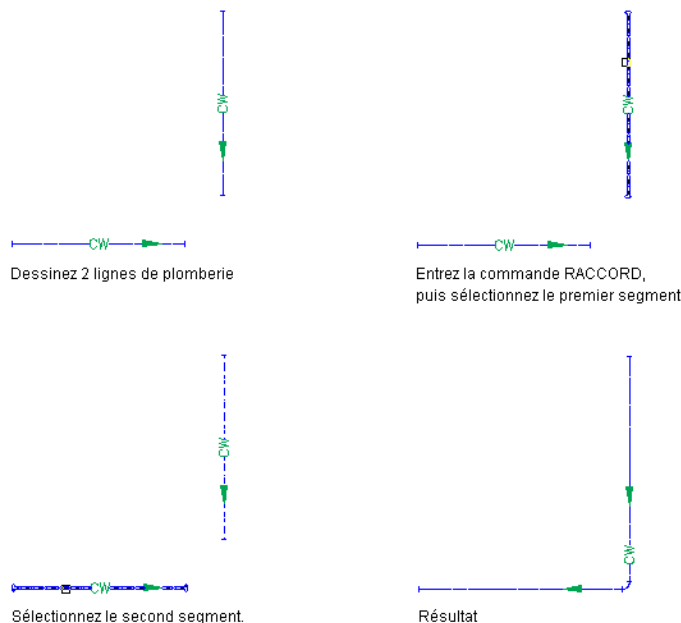 CW
CW
CW
CW
Dessinez 2 lignes de plomberie
Entrez la commande RACCORD,
puis sélectionnez le premier segment
CW
CW
CW
Sélectionnez le second segment.
Résultat